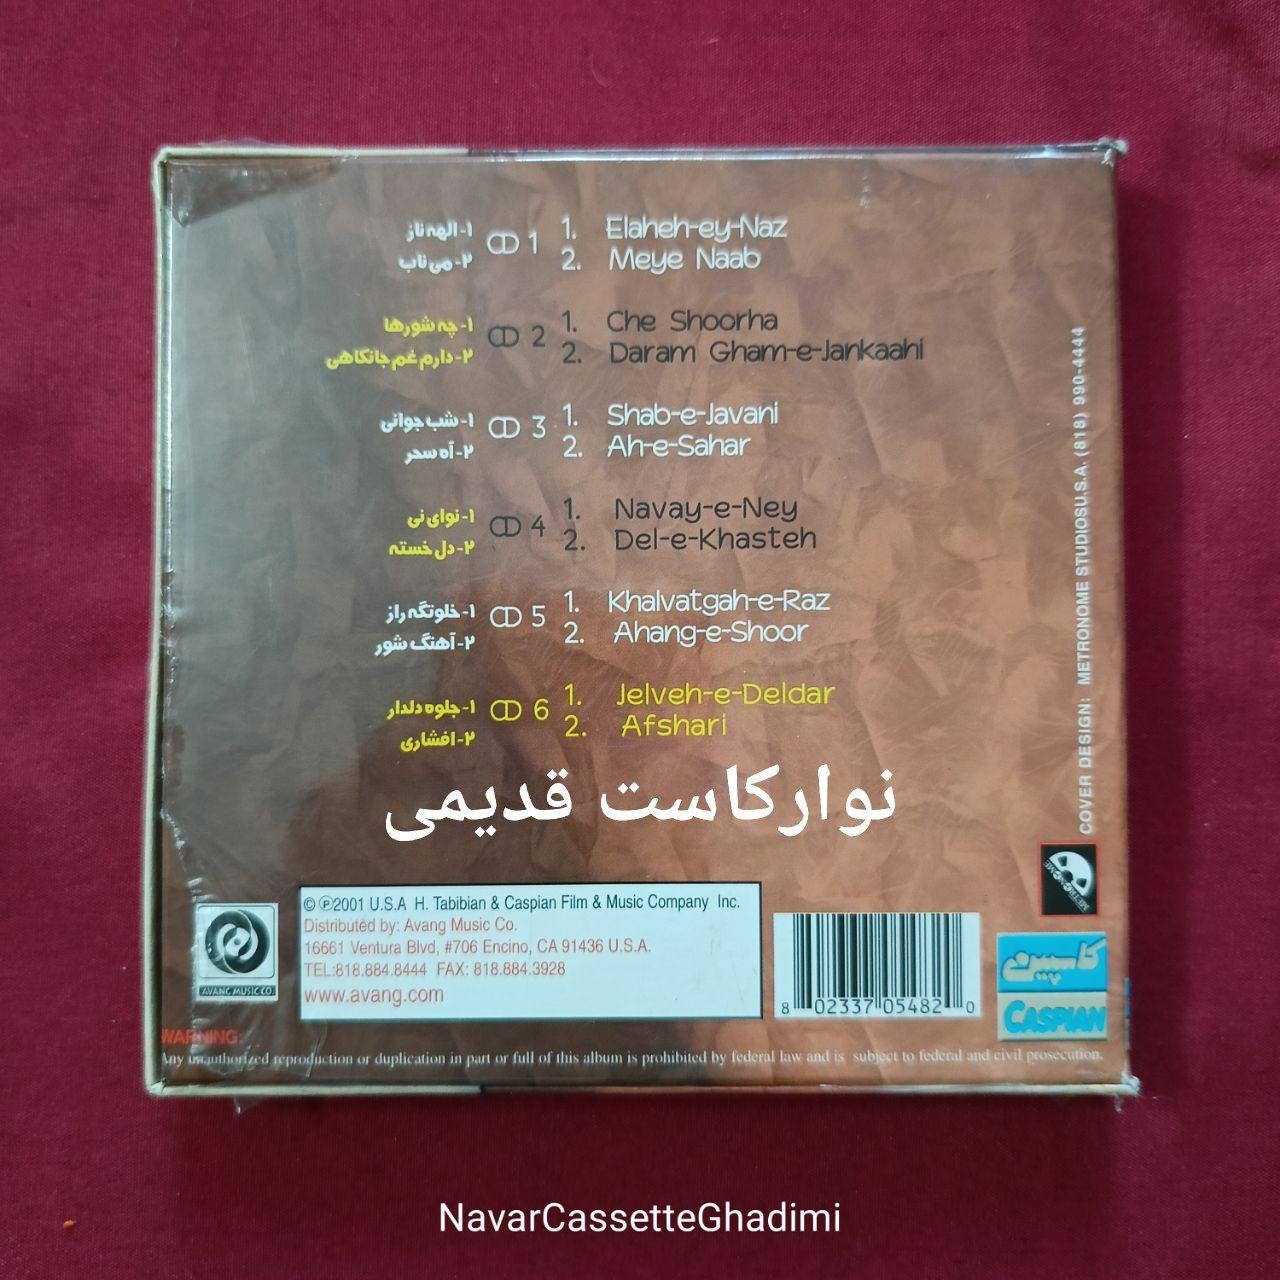 ۱- الهه ناز
۲- می ناب
CD 1
1. Elaheh-ey-Naz
2. Meye Naab
۱- چه شورها
۲- دارم غم جانکاهی
CD 2
1. Che Shoorha
2. Daram Gham-e-Jankaahi
۱- شب جوانی
۲- آه سحر
CD 3
1. Shab-e-Javani
2. Ah-e-Sahar
۱- نوای نی
۲- دل خسته
CD 4
1. Navay-e-Ney
2. Del-e-Khasteh
۱- خلوتگه راز
۲- آهنگ شور
CD 5
1. Khalvatgah-e-Raz
2. Ahang-e-Shoor
۱- جلوه دلدار
۲- افشاری
CD 6
1. Jelveh-e-Deldar
2. Afshari
COVER DESIGN: METRONOME STUDIOSU.S.A. (818) 990-4444
METRONOME
نوارکاست قدیمی
© ℗2001 U.S.A H. Tabibian & Caspian Film & Music Company Inc.
Distributed by: Avang Music Co.
16661 Ventura Blvd, #706 Encino, CA 91436 U.S.A.
TEL:818.884.8444 FAX: 818.884.3928
www.avang.com
AVANG MUSIC CO.
8 02337 05482 0
کاسپین
CASPIAN
WARNING:
Any unauthorized reproduction or duplication in part or full of this album is prohibited by federal law and is subject to federal and civil prosecution.
NavarCassetteGhadimi